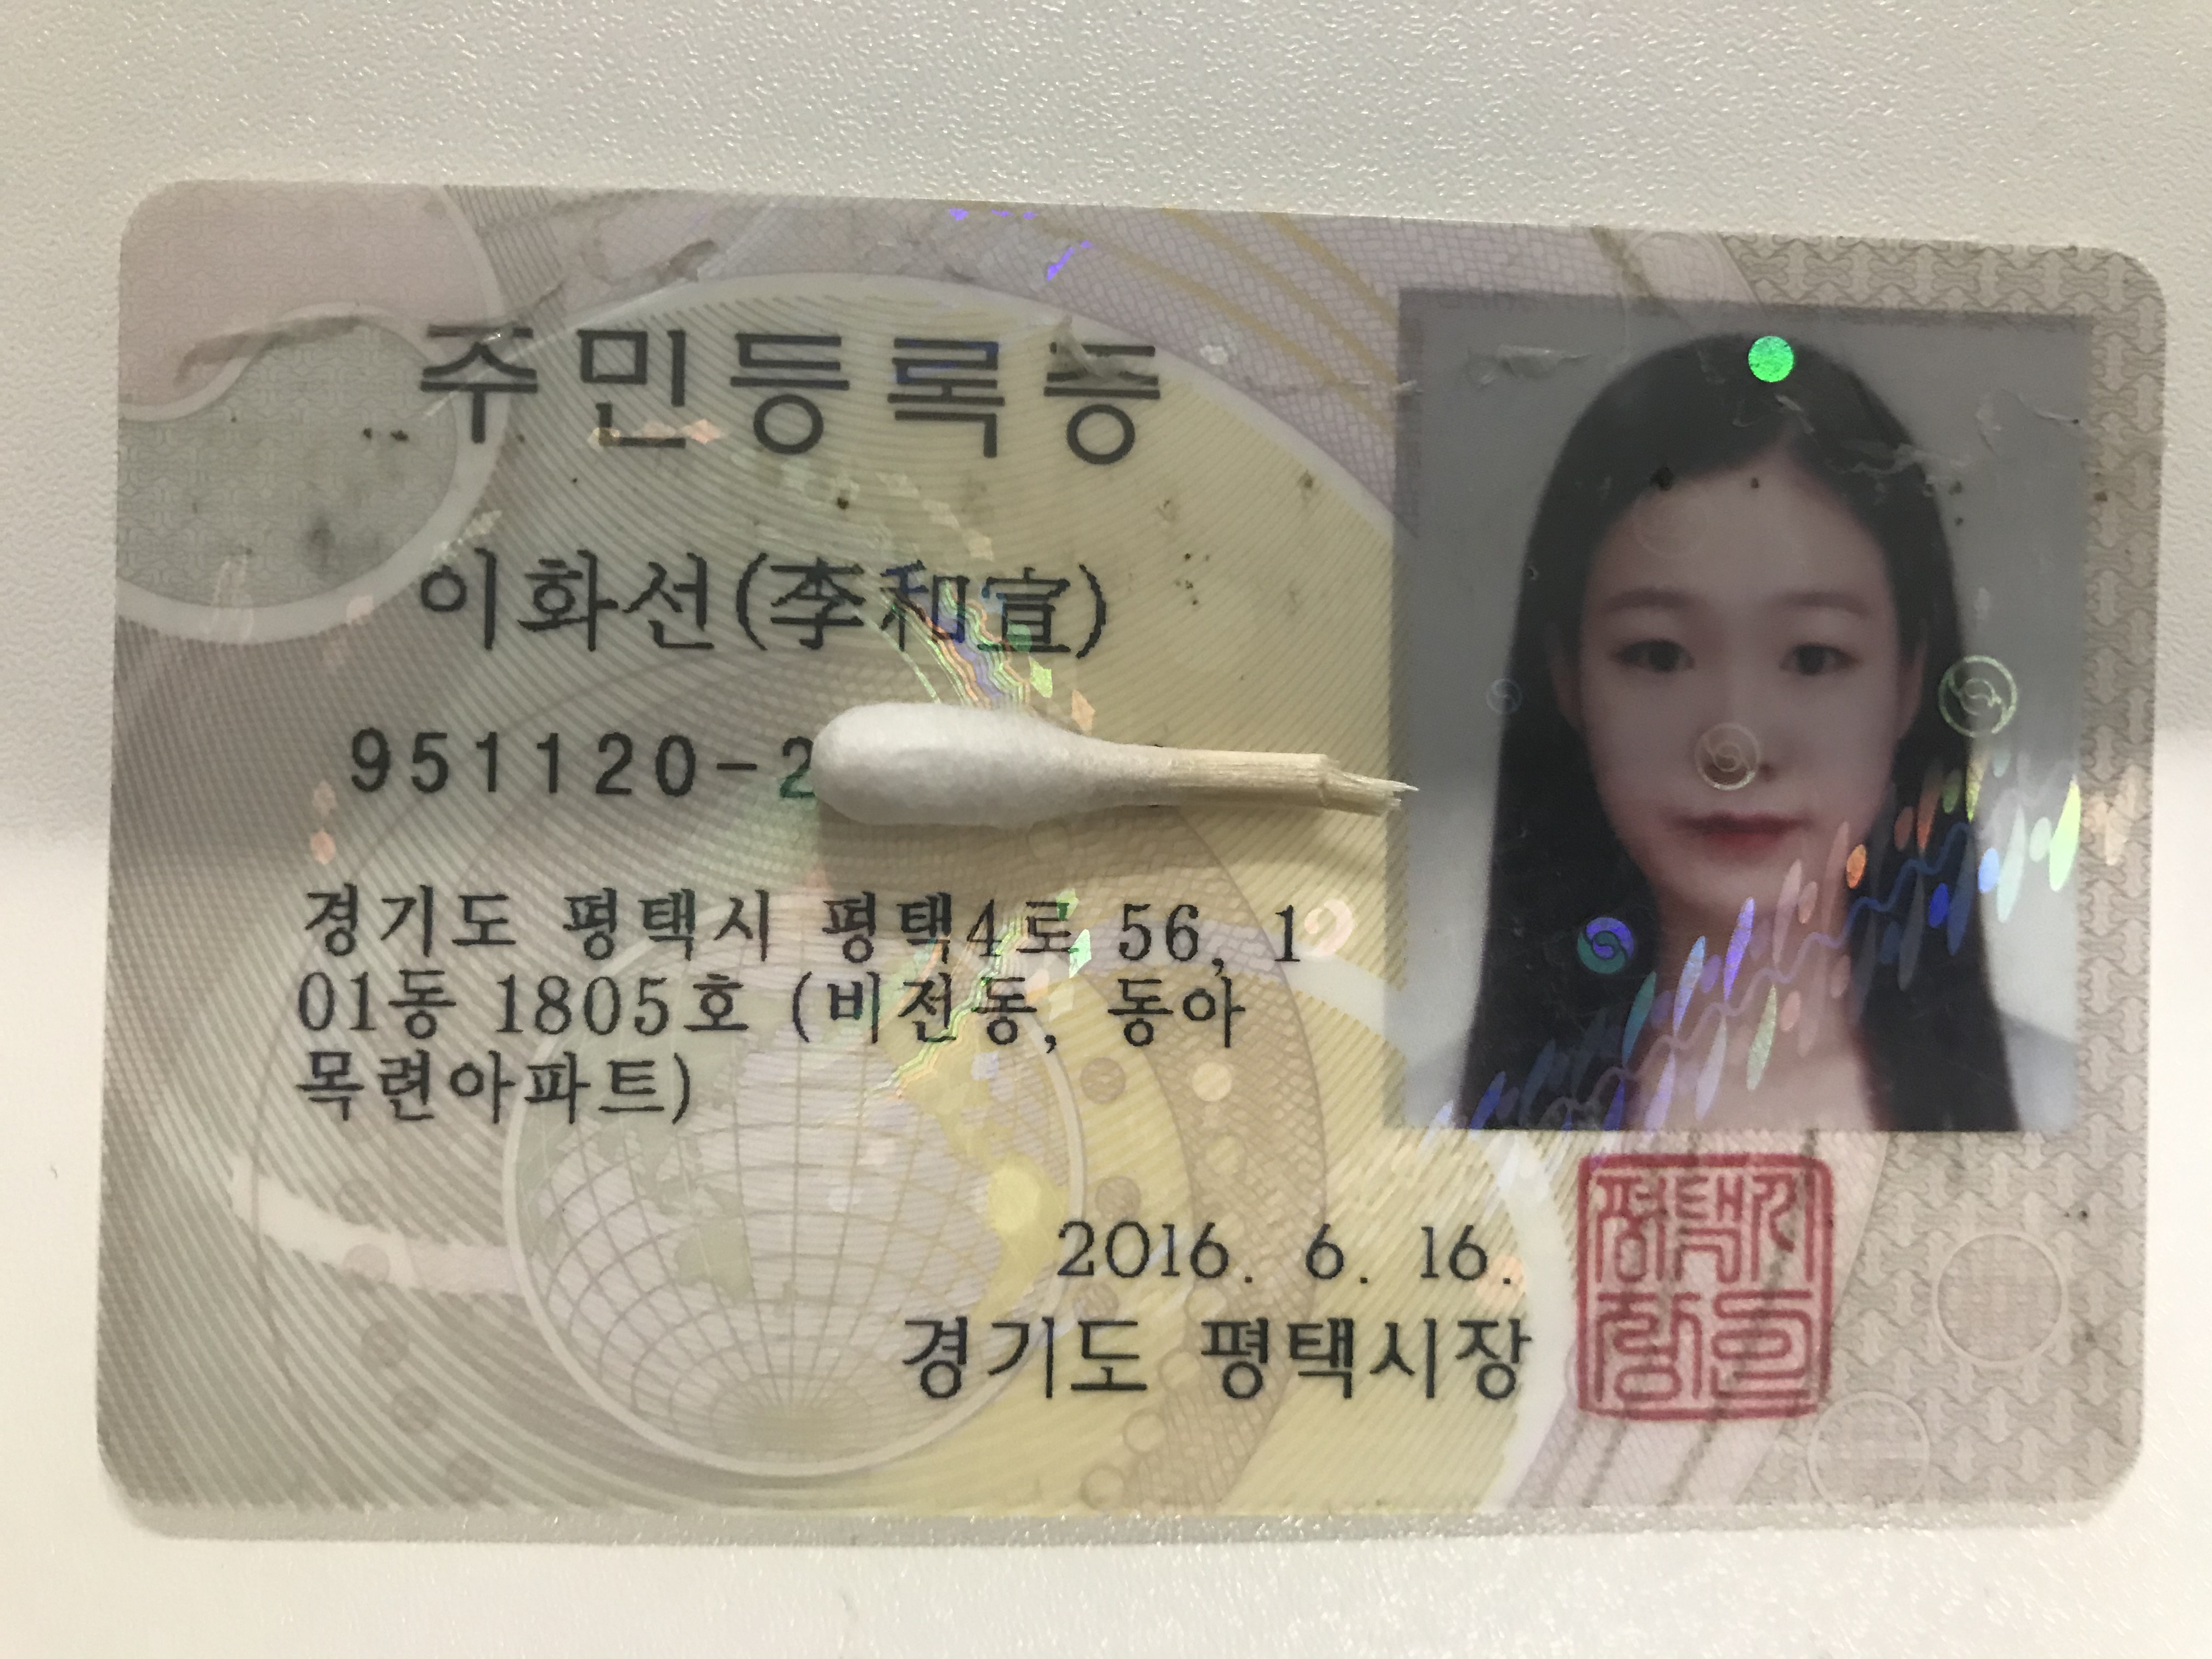 주민등록증
이화선(李和宣)
951120-2
경기도 평택시 평택4로 56, 1
01동 1805호 (비전동, 동아
목련아파트)
2016. 6. 16.
경기도 평택시장